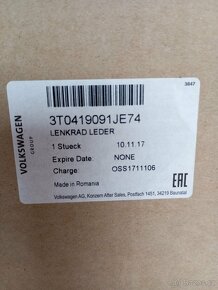 3847
VOLKSWAGEN
GROUP
3T0419091JE74
LENKRAD LEDER
1 Stueck 10.11.17
Expire Date NONE
Charge OSS1711106
Made in Romania
EAC
Volkswagen AG, Konzern After Sales, Postfach 1451, 34219 Baunatal